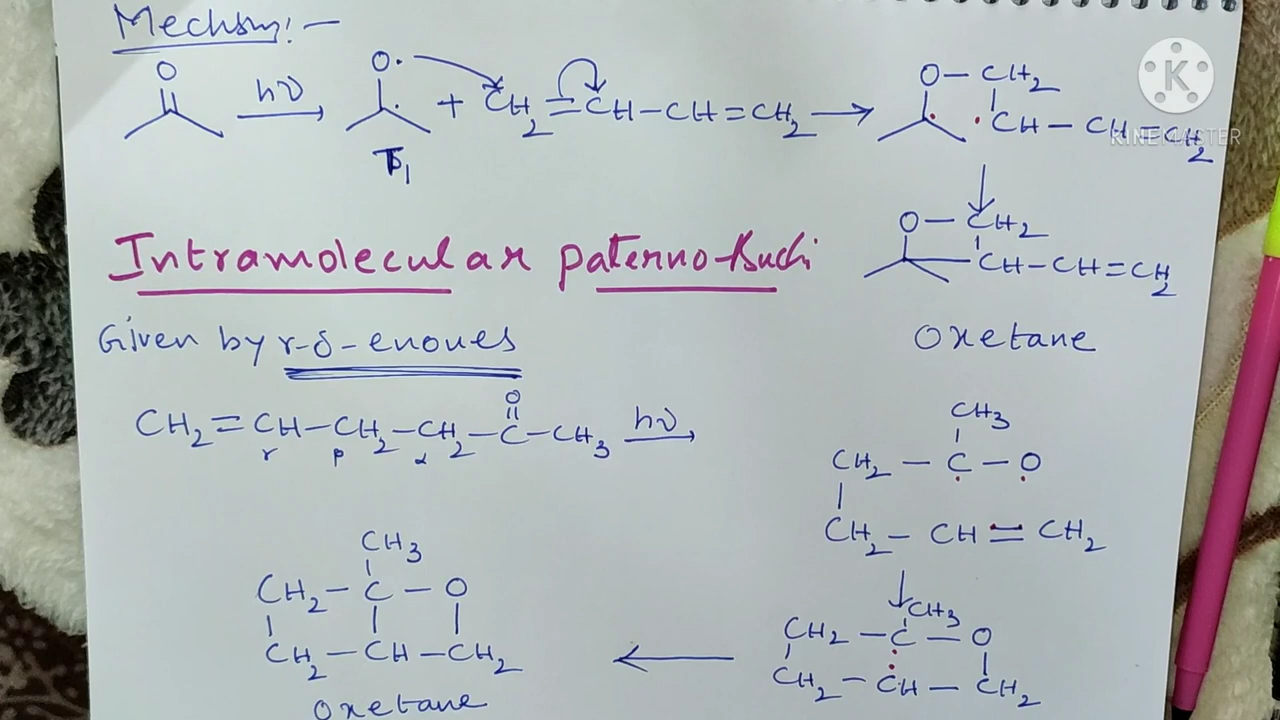 Mechsm:-
O hν O· + CH2=CH-CH=CH2 → O-CH2
·CH-CH=CH2
T1
KINEMASTER
O-CH2
CH-CH=CH2
Oxetane
Intramolecular paterno-Buchi
Given by r-δ-enones
O
CH2=CH-CH2-CH2-C-CH3 hν
r β α
CH3
CH2-C-O
CH2-CH=CH2
CH3
CH2-C-O
CH2-CH-CH2
CH3
CH2-C-O
CH2-CH-CH2
Oxetane